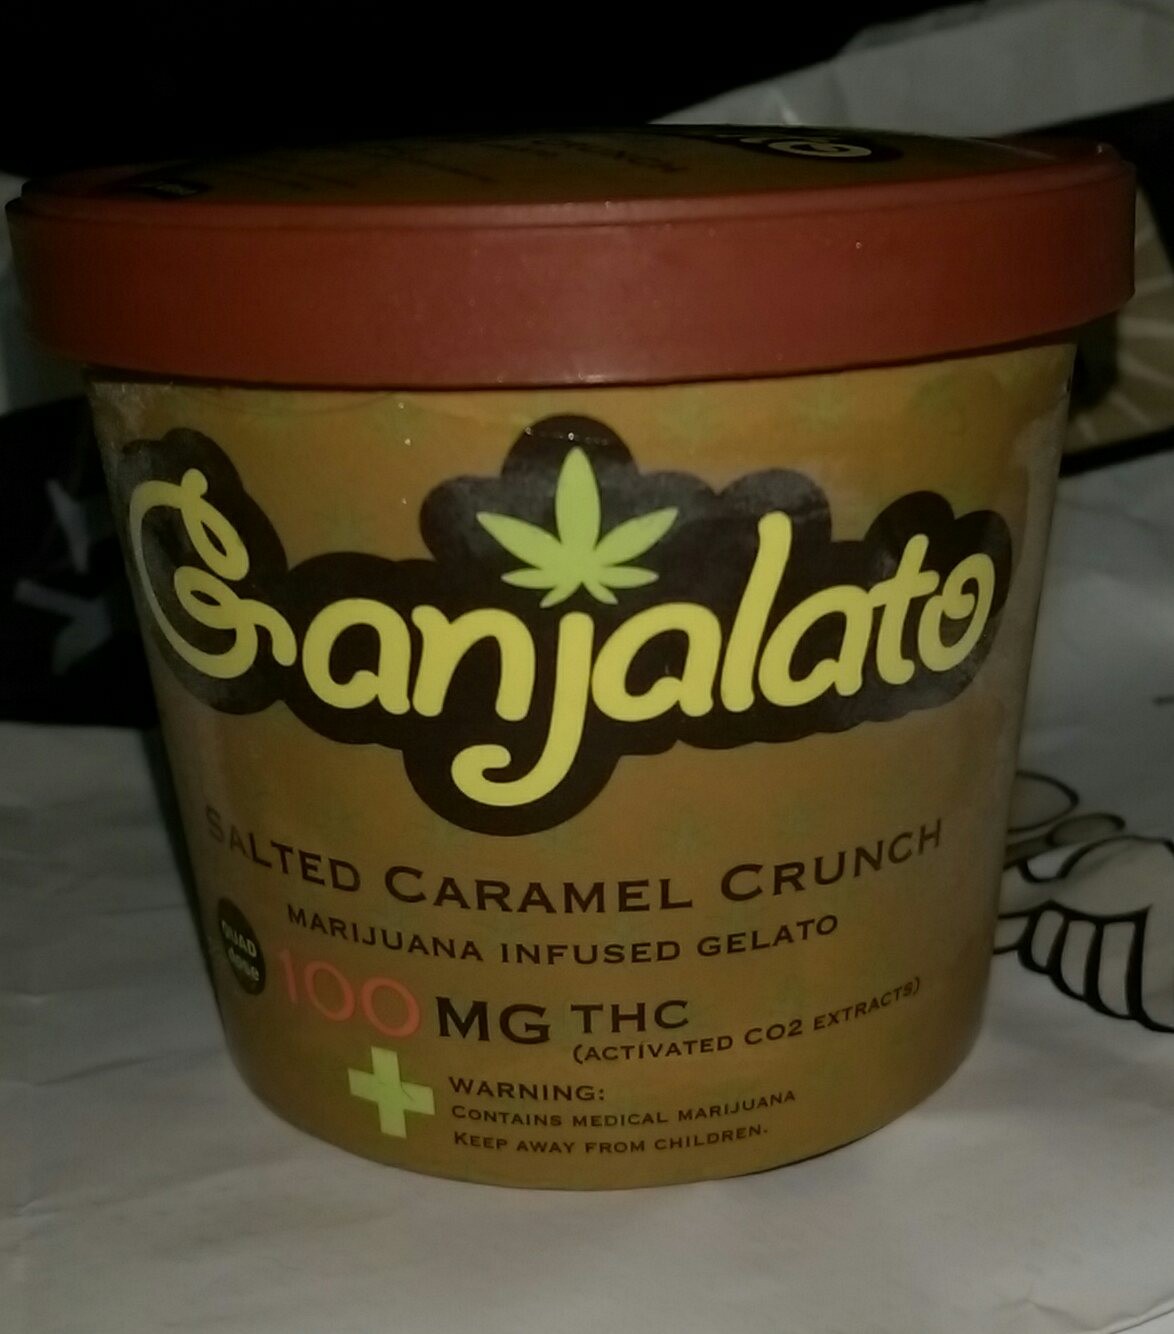 Ganjalato
SALTED CARAMEL CRUNCH
MARIJUANA INFUSED GELATO
QUAD
dose
100 MG THC
(ACTIVATED CO2 EXTRACTS)
WARNING:
CONTAINS MEDICAL MARIJUANA
KEEP AWAY FROM CHILDREN.